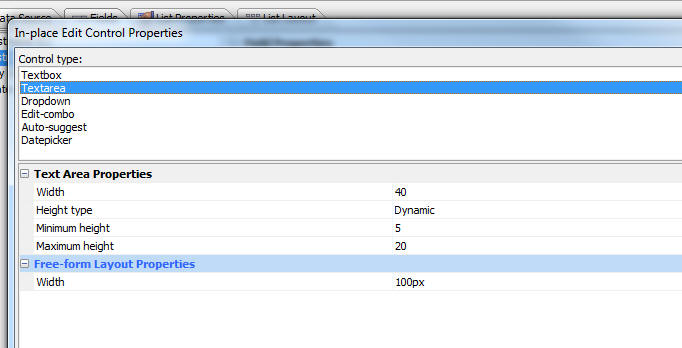 Source Fields List Properties List Layout
In-place Edit Control Properties
Control type:
Textbox
Textarea
Dropdown
Edit-combo
Auto-suggest
Datepicker
Text Area Properties
Width 40
Height type Dynamic
Minimum height 5
Maximum height 20
Free-form Layout Properties
Width 100px